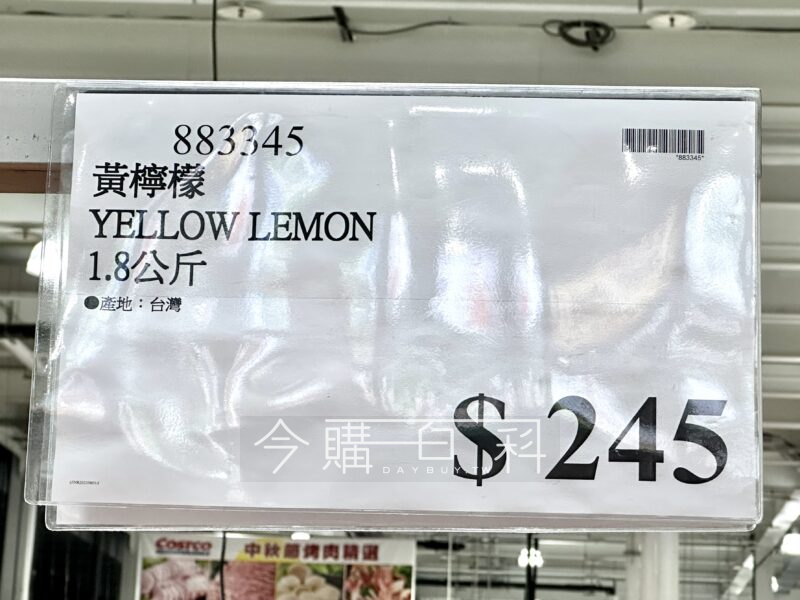 883345
"883345"
黃檸檬
YELLOW LEMON
1.8公斤
●產地：台灣
$ 245
今購百科
DAYBUY.TW
COSTCO
中秋節烤肉精選